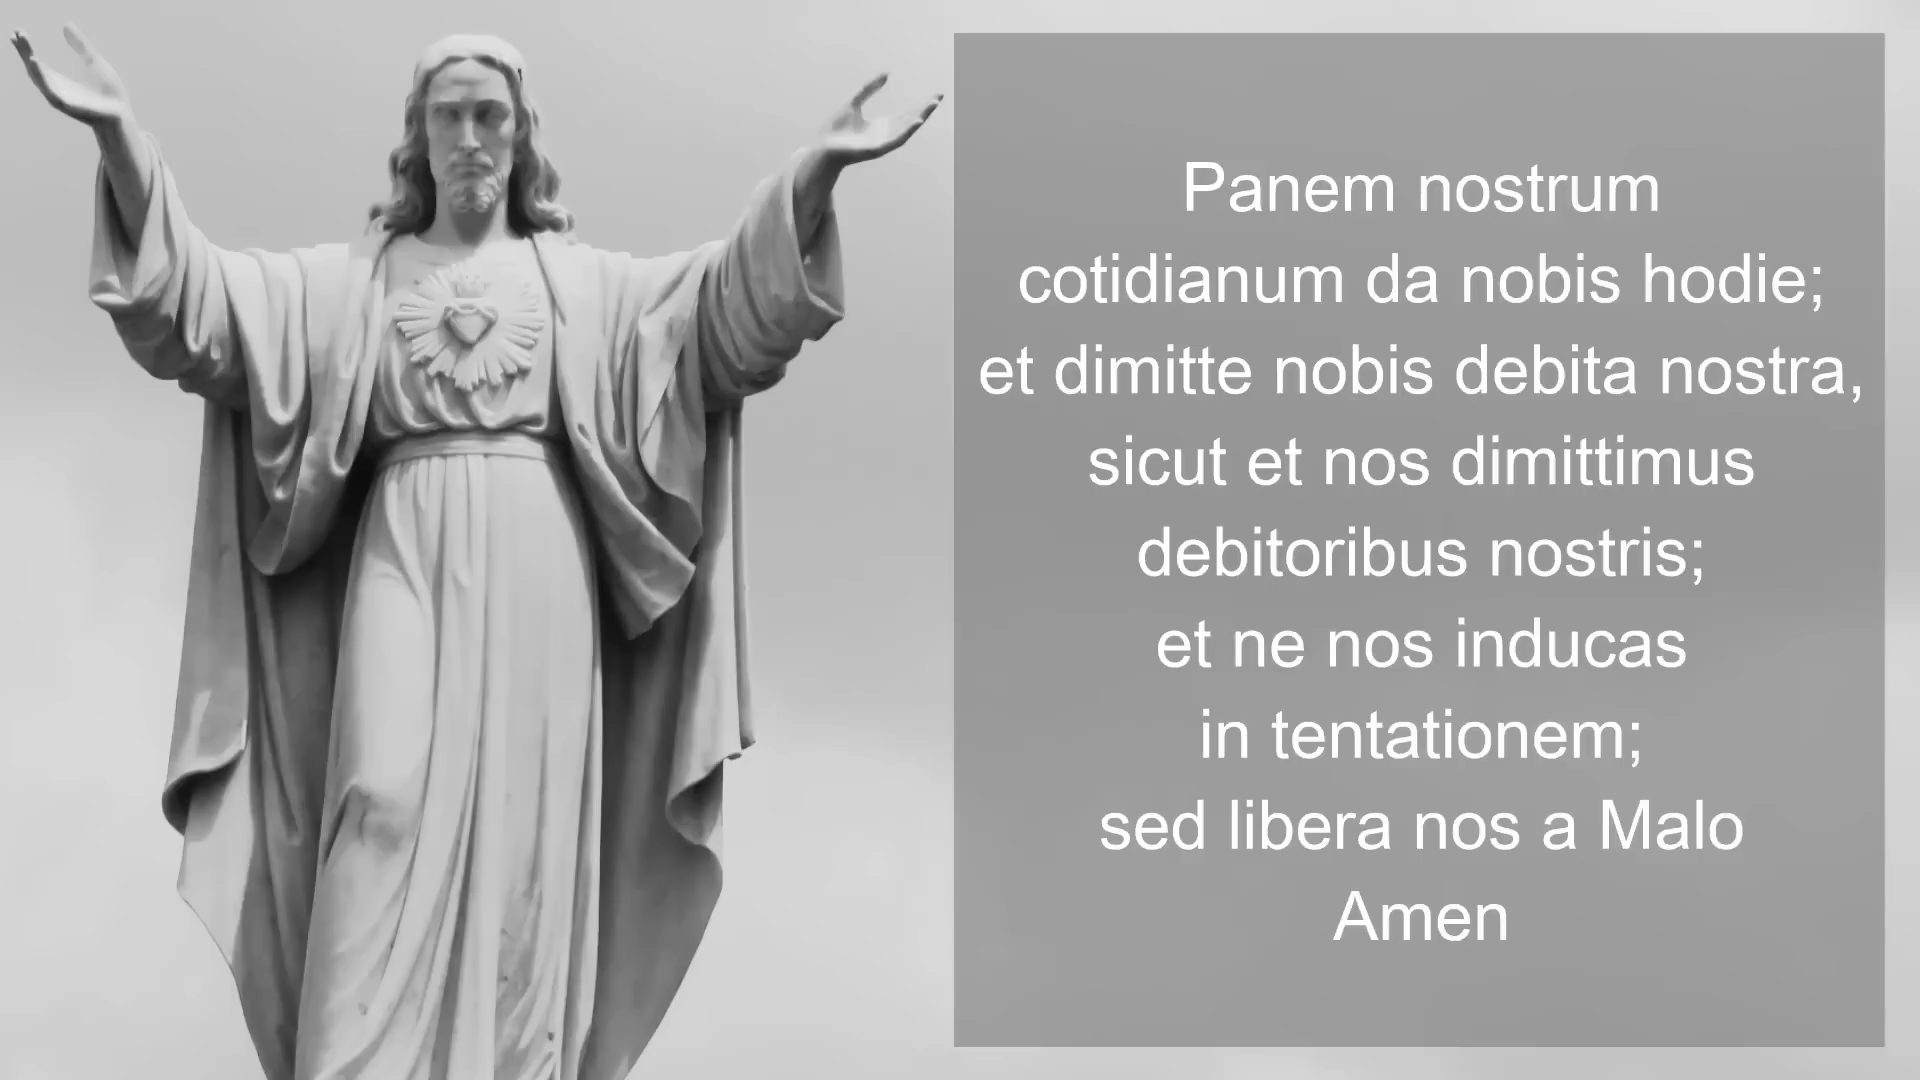 Panem nostrum
cotidianum da nobis hodie;
et dimitte nobis debita nostra,
sicut et nos dimittimus
debitoribus nostris;
et ne nos inducas
in tentationem;
sed libera nos a Malo
Amen